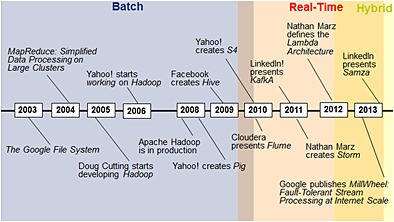 Batch
Real-Time
Hybrid
MapReduce: Simplified
Data Processing on
Large Clusters
Yahoo! starts
working on Hadoop
Facebook
creates Hive
Yahoo!
creates S4
LinkedIn!
presents
KafkA
Nathan Marz
defines the
Lambda
Architecture
LinkedIn
presents
Samza
2003
2004
2005
2006
2008
2009
2010
2011
2012
2013
The Google File System
Doug Cutting starts
developing Hadoop
Apache Hadoop
is in production
Yahoo! creates Pig
Cloudera
presents Flume
Nathan Marz
creates Storm
Google publishes MillWheel:
Fault-Tolerant Stream
Processing at Internet Scale